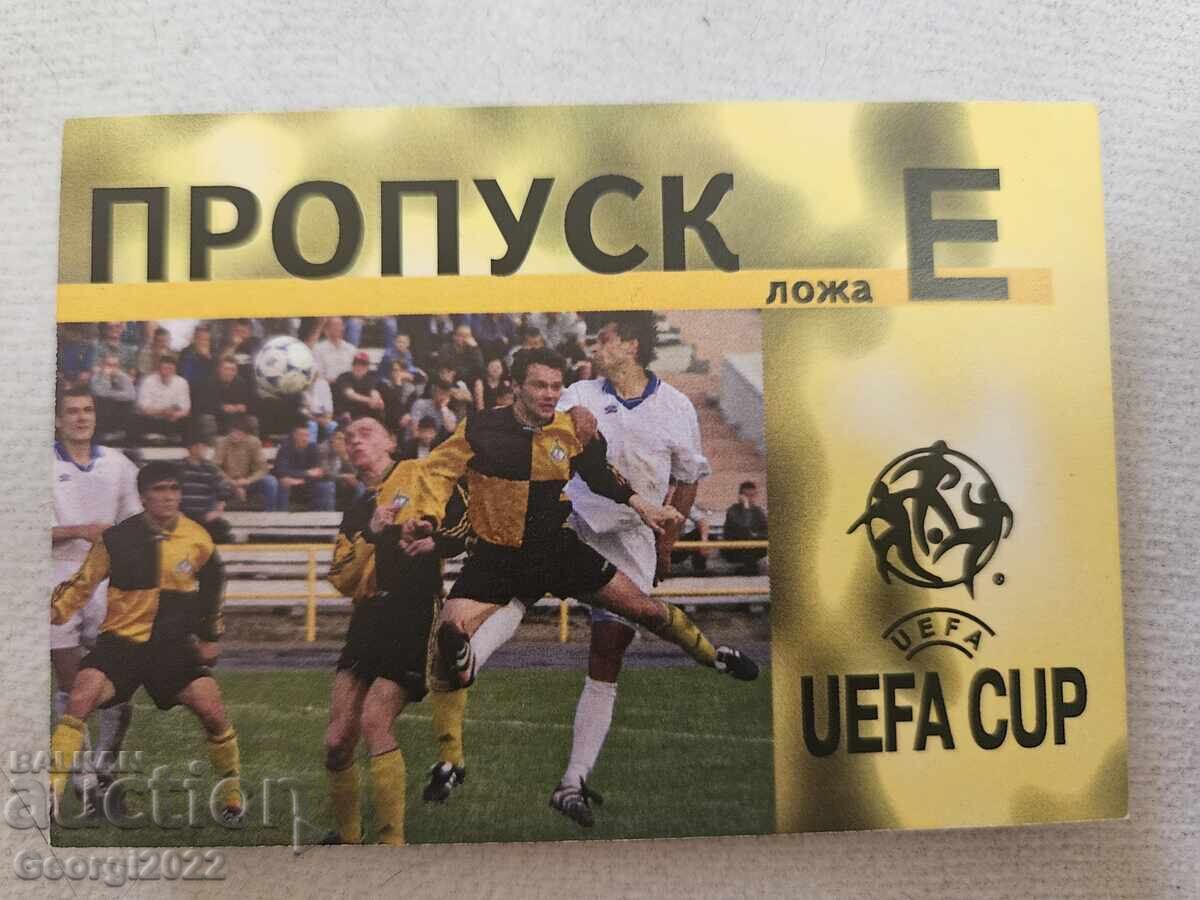 ПРОПУСК Е
ложа
UEFA
UEFA CUP
BALKAN
auction
Georgi2022